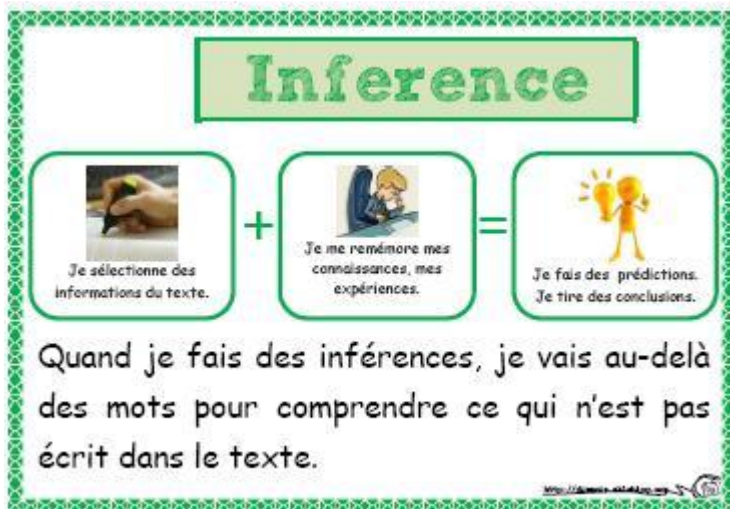 Inference
Je sélectionne des
informations du texte.
+
Je me remémore mes
connaissances, mes
expériences.
=
Je fais des prédictions.
Je tire des conclusions.
Quand je fais des inférences, je vais au-delà
des mots pour comprendre ce qui n'est pas
écrit dans le texte.